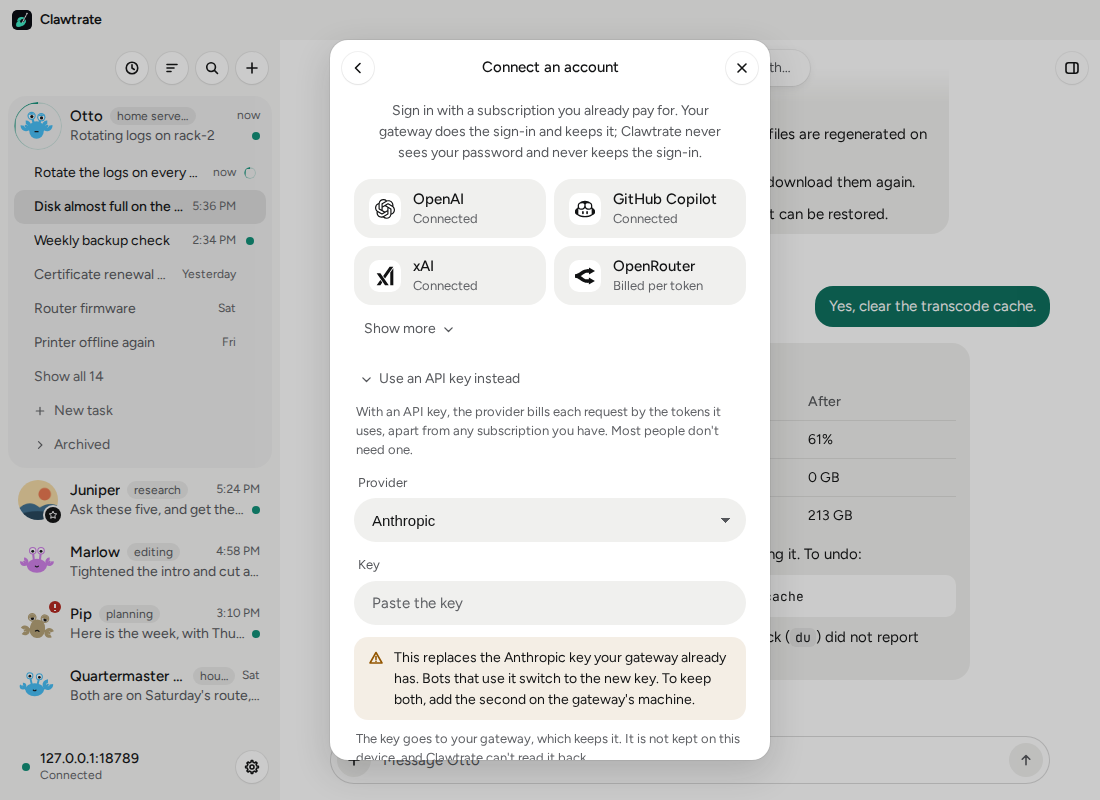 Clawtrate
Otto
home serve...
now
Rotating logs on rack-2
Rotate the logs on every ...
now
Disk almost full on the ...
5:36 PM
Weekly backup check
2:34 PM
Certificate renewal ...
Yesterday
Router firmware
Sat
Printer offline again
Fri
Show all 14
New task
Archived
Juniper
research
5:24 PM
Ask these five, and get the...
Marlow
editing
4:58 PM
Tightened the intro and cut a...
Pip
planning
3:10 PM
Here is the week, with Thu...
Quartermaster ...
hou...
Sat
Both are on Saturday's route,...
127.0.0.1:18789
Connected
Connect an account
Sign in with a subscription you already pay for. Your
gateway does the sign-in and keeps it; Clawtrate never
sees your password and never keeps the sign-in.
OpenAI
Connected
GitHub Copilot
Connected
xAI
Connected
OpenRouter
Billed per token
Show more
Use an API key instead
With an API key, the provider bills each request by the tokens it
uses, apart from any subscription you have. Most people don't
need one.
Provider
Anthropic
Key
Paste the key
This replaces the Anthropic key your gateway already
has. Bots that use it switch to the new key. To keep
both, add the second on the gateway's machine.
The key goes to your gateway, which keeps it. It is not kept on this
device, and Clawtrate can't read it back.
th...
files are regenerated on
download them again.
t can be restored.
Yes, clear the transcode cache.
After
61%
0 GB
213 GB
ng it. To undo:
cache
ck ( du ) did not report
Message Otto